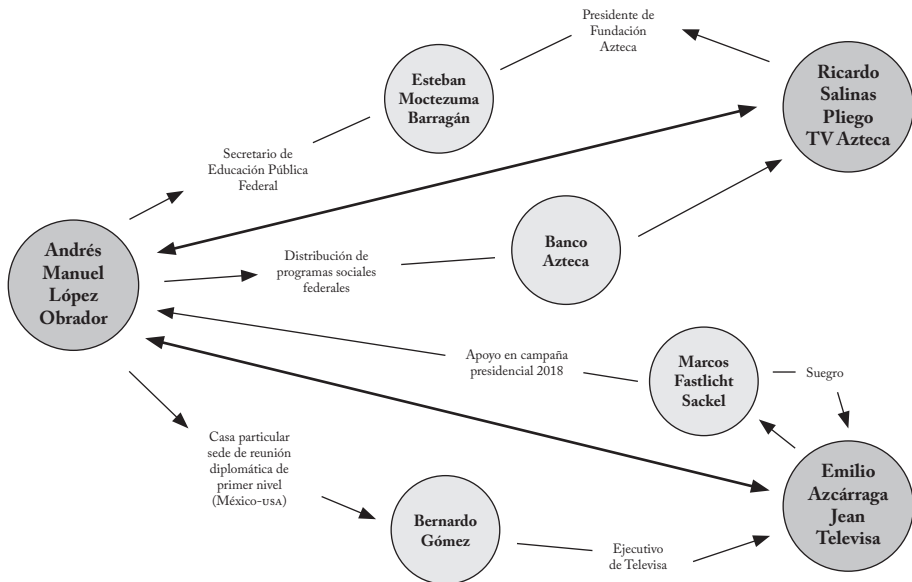 Presidente de
Fundación
Azteca
Esteban
Moctezuma
Barragán
Ricardo
Salinas
Pliego
TV Azteca
Secretario de
Educación Pública
Federal
Andrés
Manuel
López
Obrador
Distribución de
programas sociales
federales
Banco
Azteca
Apoyo en campaña
presidencial 2018
Marcos
Fastlicht
Sackel
Suegro
Casa particular
sede de reunión
diplomática de
primer nivel
(México-USA)
Bernardo
Gómez
Ejecutivo
de Televisa
Emilio
Azcárraga
Jean
Televisa